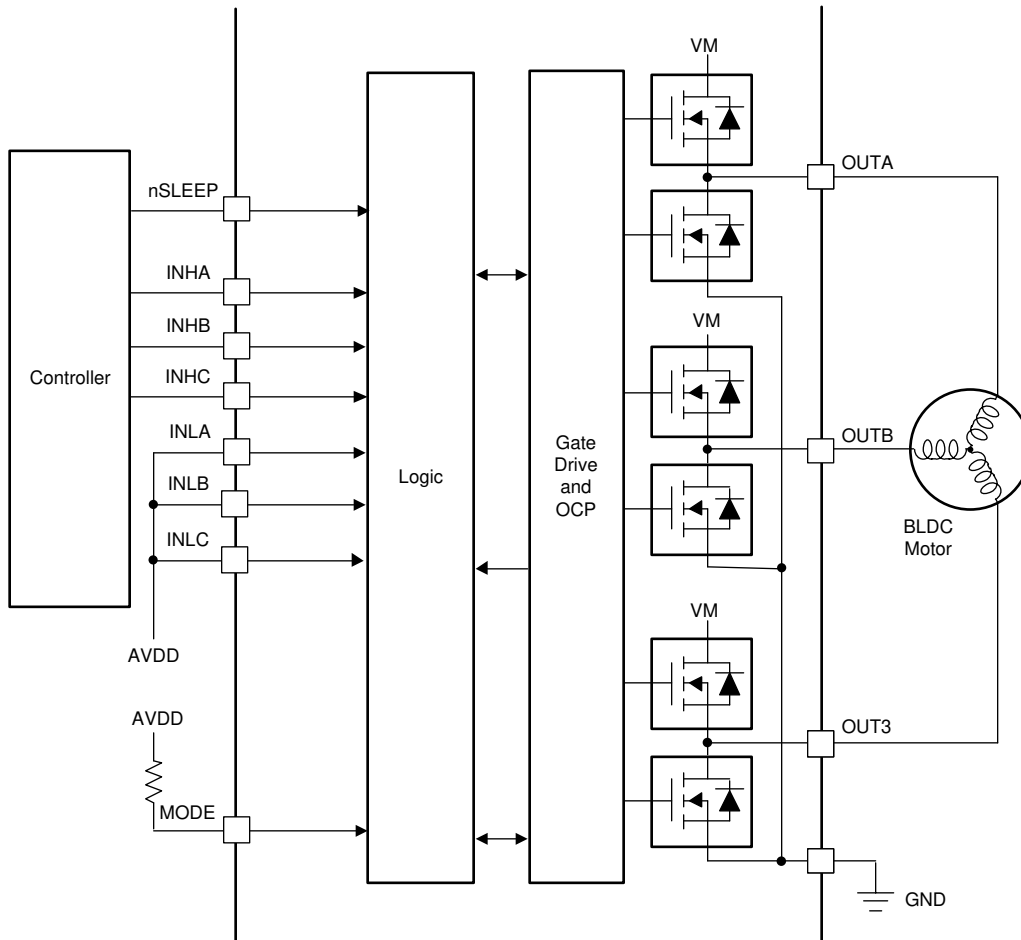 VM
nSLEEP
OUTA
INHA
INHB
VM
Controller
INHC
INLA
OUTB
Logic
Gate
Drive
and
OCP
INLB
INLC
BLDC
Motor
VM
AVDD
AVDD
OUT3
MODE
GND